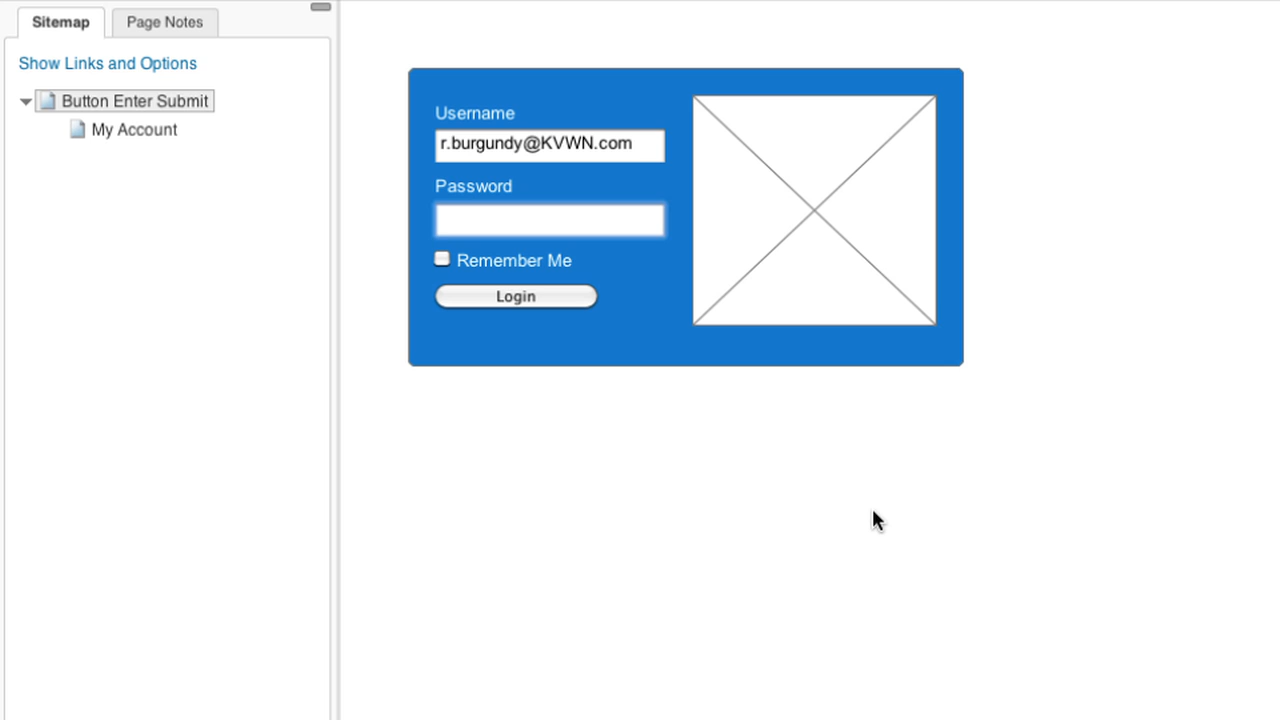 Sitemap
Page Notes
Show Links and Options
Button Enter Submit
My Account
Username
r.burgundy@KVWN.com
Password
Remember Me
Login